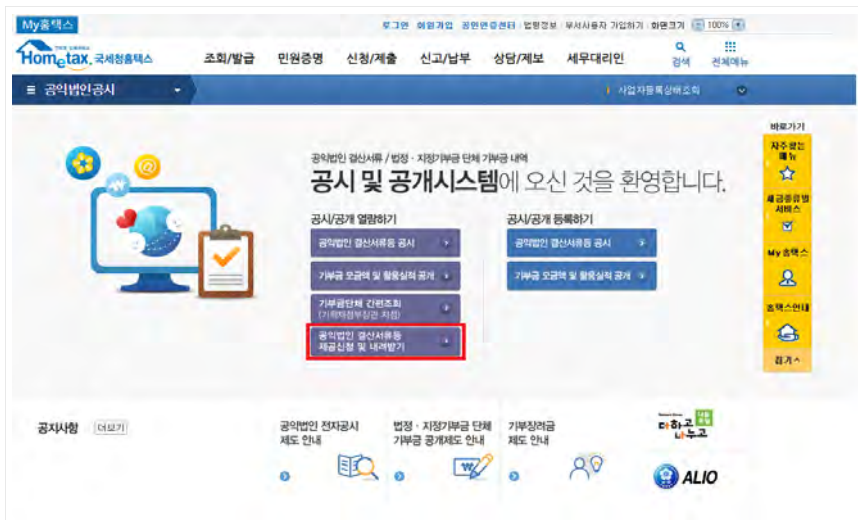 My홈택스
로그인 회원가입 공인인증센터 법령정보 부서사용자 가입하기 화면크기 100%
Hometax. 국세청홈택스
조회/발급 민원증명 신청/제출 신고/납부 상담/제보 세무대리인 검색 전체메뉴
공익법인공시
사업자등록상태조회
바로가기
자주찾는
메뉴
세금종류별
서비스
My 홈택스
홈택스안내
접기
공익법인 결산서류 / 법정 · 지정기부금 단체 기부금 내역
공시 및 공개시스템에 오신 것을 환영합니다.
공시/공개 열람하기
공익법인 결산서류등 공시
기부금 모금액 및 활용실적 공개
기부금단체 간편조회
(기획재정부장관 지정)
공익법인 결산서류등
제공신청 및 내려받기
공시/공개 등록하기
공익법인 결산서류등 공시
기부금 모금액 및 활용실적 공개
공지사항 더보기
공익법인 전자공시
제도 안내
법정 · 지정기부금 단체
기부금 공개제도 안내
기부장려금
제도 안내
더하고
나누고
ALIO